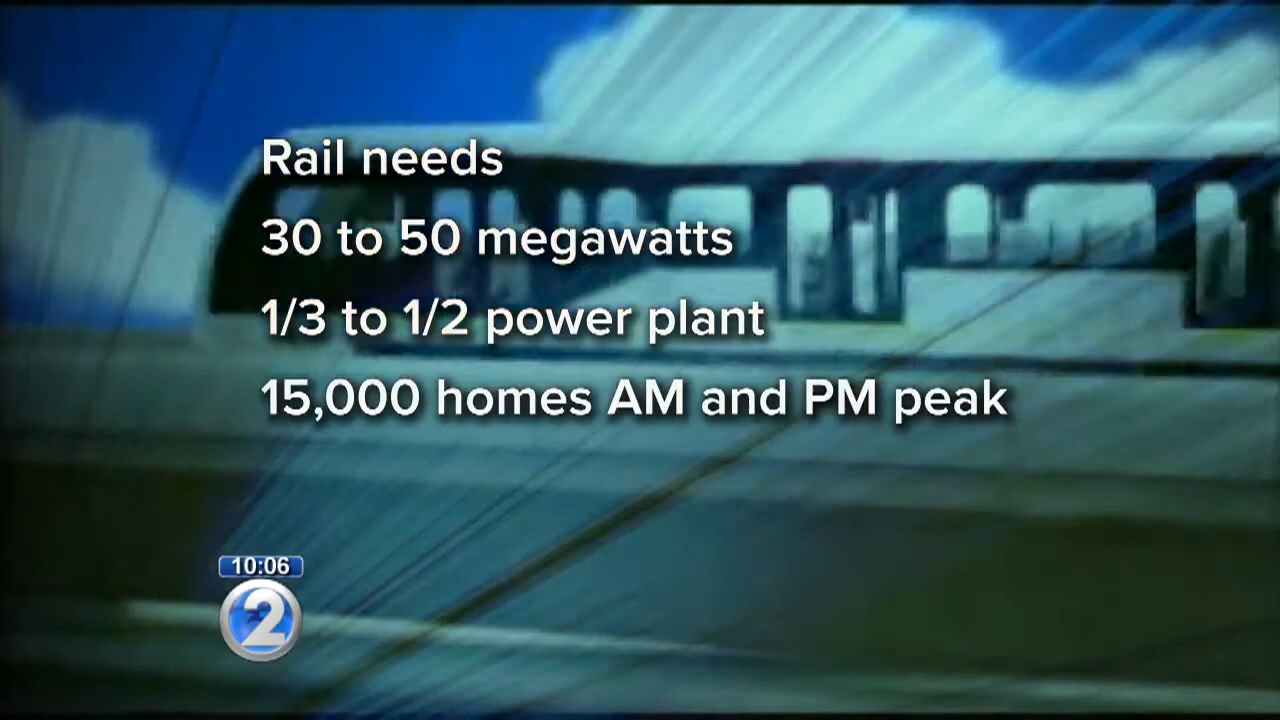 Rail needs
30 to 50 megawatts
1/3 to 1/2 power plant
15,000 homes AM and PM peak
10:06
2